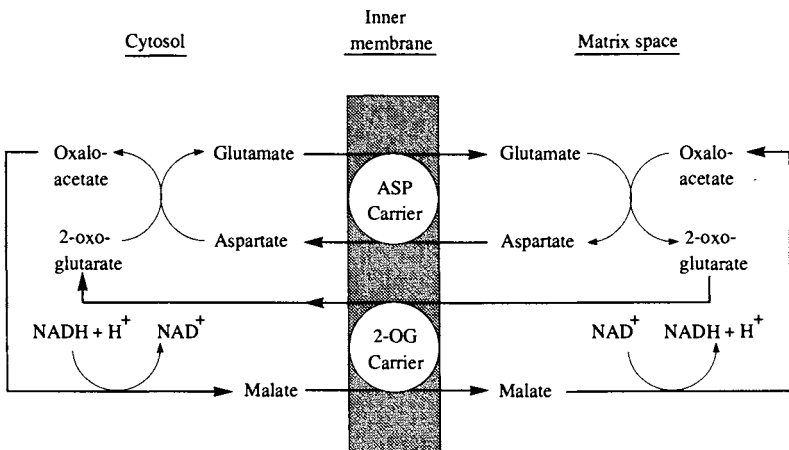 Cytosol
Inner
membrane
Matrix space
Oxalo-
acetate
Glutamate
ASP
Carrier
Glutamate
Oxalo-
acetate
2-oxo-
glutarate
Aspartate
Aspartate
2-oxo-
glutarate
NADH + H+
NAD+
2-OG
Carrier
NAD+
NADH + H+
Malate
Malate